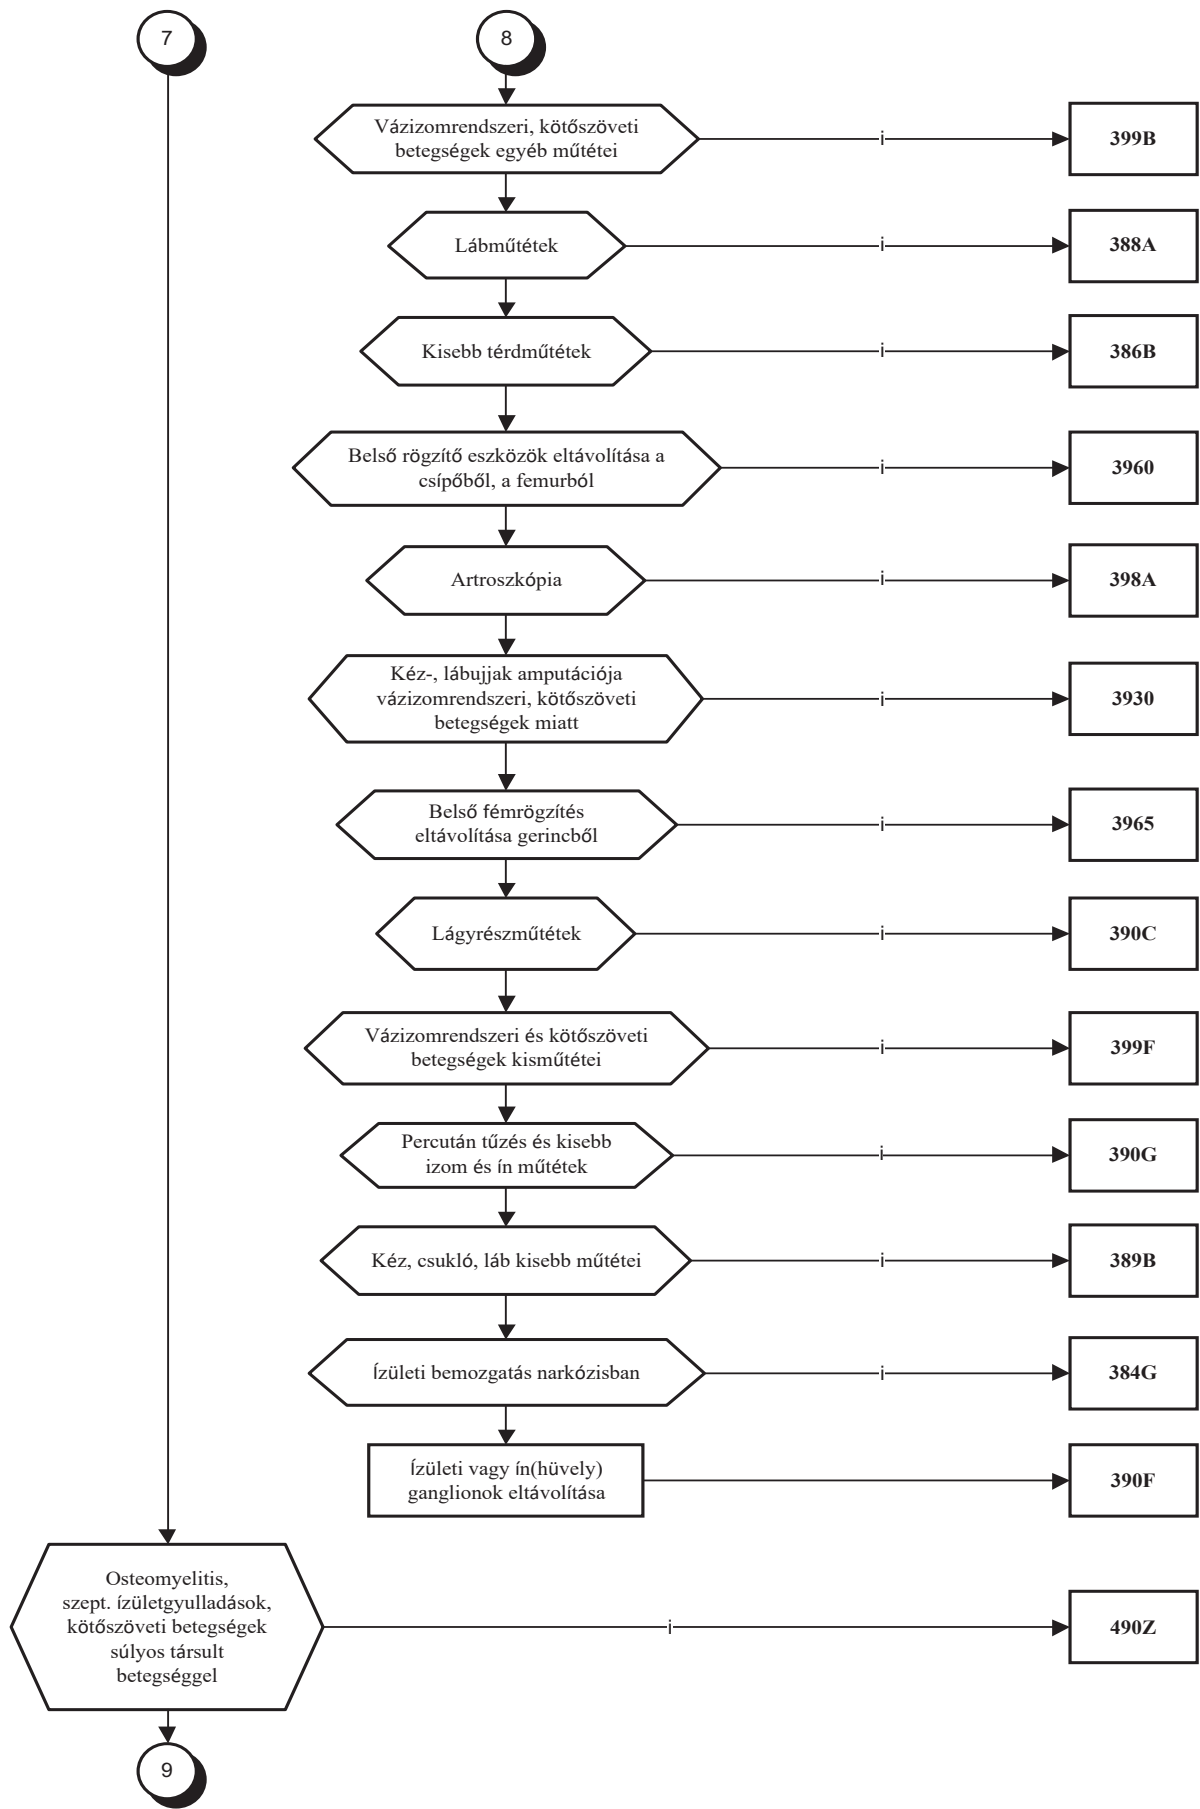 7
8
Vázizomrendszeri, kötőszöveti
betegségek egyéb műtétei
i
399B
Lábműtétek
i
388A
Kisebb térdműtétek
i
386B
Belső rögzítő eszközök eltávolítása a
csípőből, a femurból
i
3960
Artroszkópia
i
398A
Kéz-, lábujjak amputációja
vázizomrendszeri, kötőszöveti
betegségek miatt
i
3930
Belső fémrögzítés
eltávolítása gerincből
i
3965
Lágyrészműtétek
i
390C
Vázizomrendszeri és kötőszöveti
betegségek kisműtétei
i
399F
Percután tűzés és kisebb
izom és ín műtétek
i
390G
Kéz, csukló, láb kisebb műtétei
i
389B
Ízületi bemozgatás narkózisban
i
384G
Ízületi vagy ín(hüvely)
ganglionok eltávolítása
390F
Osteomyelitis,
szept. ízületgyulladások,
kötőszöveti betegségek
súlyos társult
betegséggel
i
490Z
9